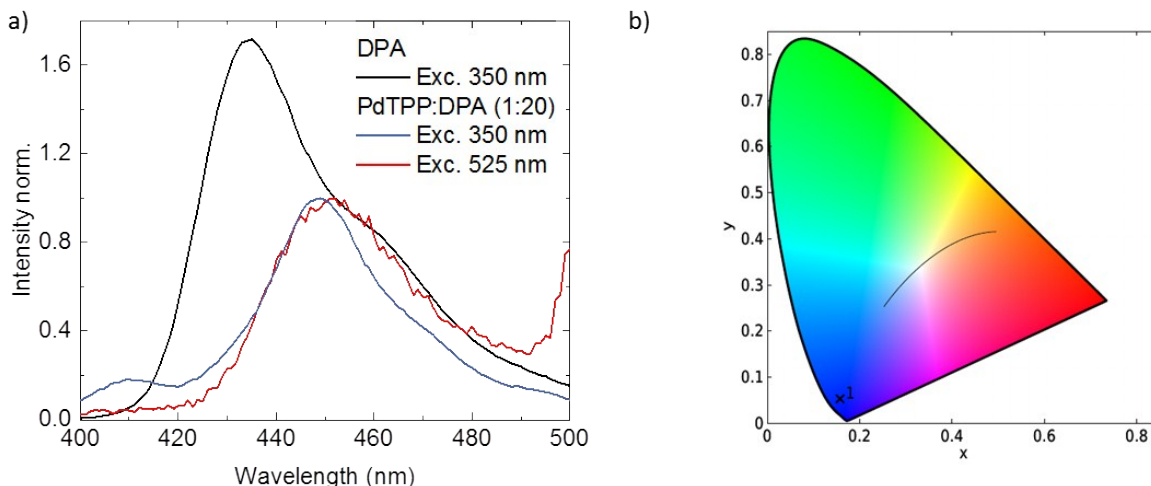 a)
Intensity norm.
1.6
1.2
0.8
0.4
0.0
DPA
Exc. 350 nm
PdTPP:DPA (1:20)
Exc. 350 nm
Exc. 525 nm
400 420 440 460 480 500
Wavelength (nm)
b)
y
0.8
0.7
0.6
0.5
0.4
0.3
0.2
0.1
0
1
0 0.2 0.4 0.6 0.8
x